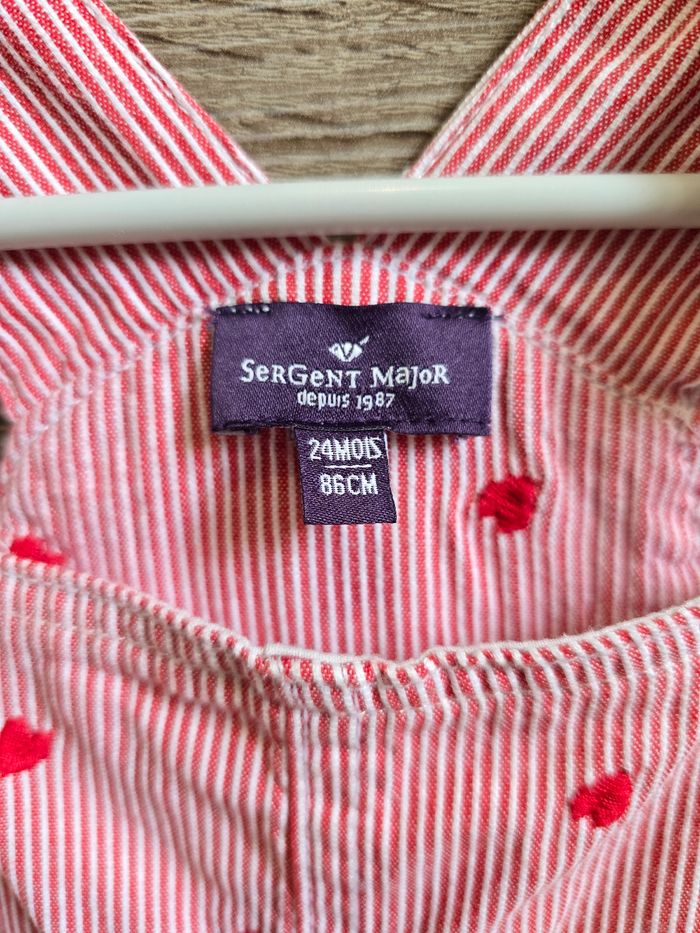 SeRGeNT MaJoR
depuis 1987
24MOIS
86CM